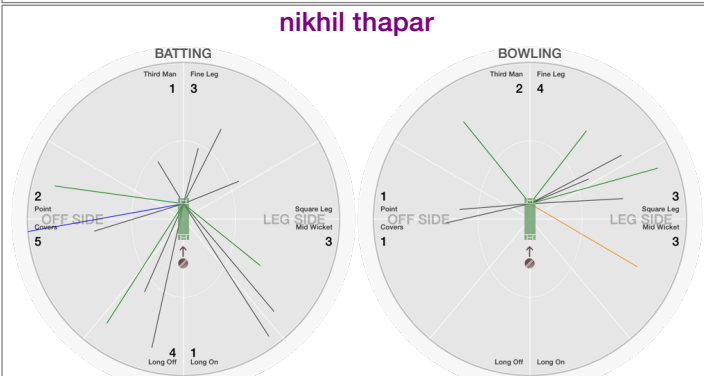 nikhil thapar
BATTING
Third Man Fine Leg
1 3
2
Point
OFF SIDE
Covers
5
Square Leg
LEG SIDE
Mid Wicket
3
4 1
Long Off Long On
BOWLING
Third Man Fine Leg
2 4
1
Point
OFF SIDE
Covers
1
3
Square Leg
LEG SIDE
Mid Wicket
3
Long Off Long On